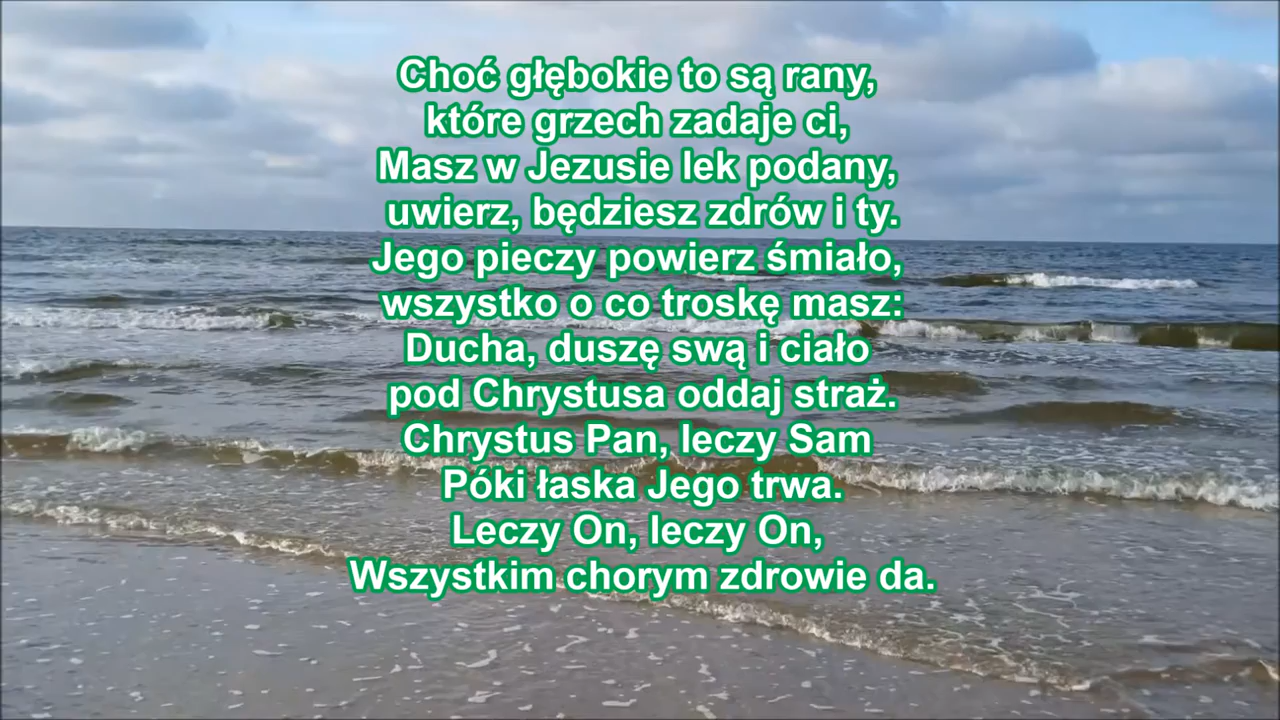 Choć głębokie to są rany,
które grzech zadaje ci,
Masz w Jezusie lek podany,
uwierz, będziesz zdrów i ty.
Jego pieczy powierz śmiało,
wszystko o co troskę masz:
Ducha, duszę swą i ciało
pod Chrystusa oddaj straż.
Chrystus Pan, leczy Sam
Póki łaska Jego trwa.
Leczy On, leczy On,
Wszystkim chorym zdrowie da.